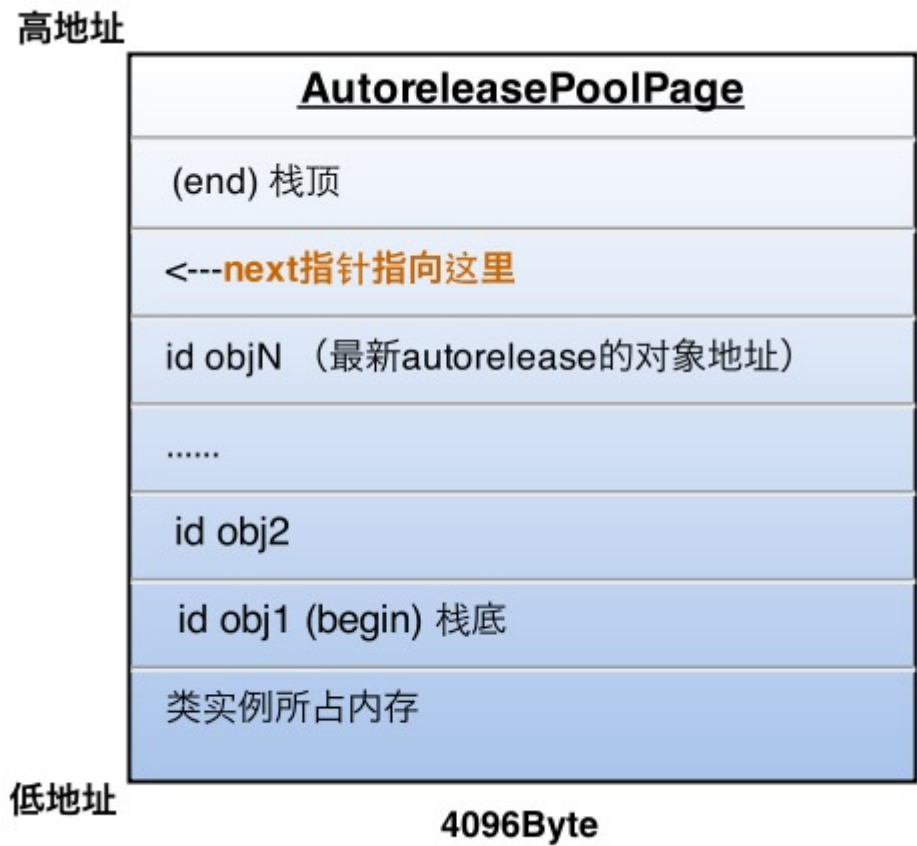 高地址
AutoreleasePoolPage
(end) 栈顶
<---next指针指向这里
id objN （最新autorelease的对象地址）
......
id obj2
id obj1 (begin) 栈底
类实例所占内存
低地址
4096Byte